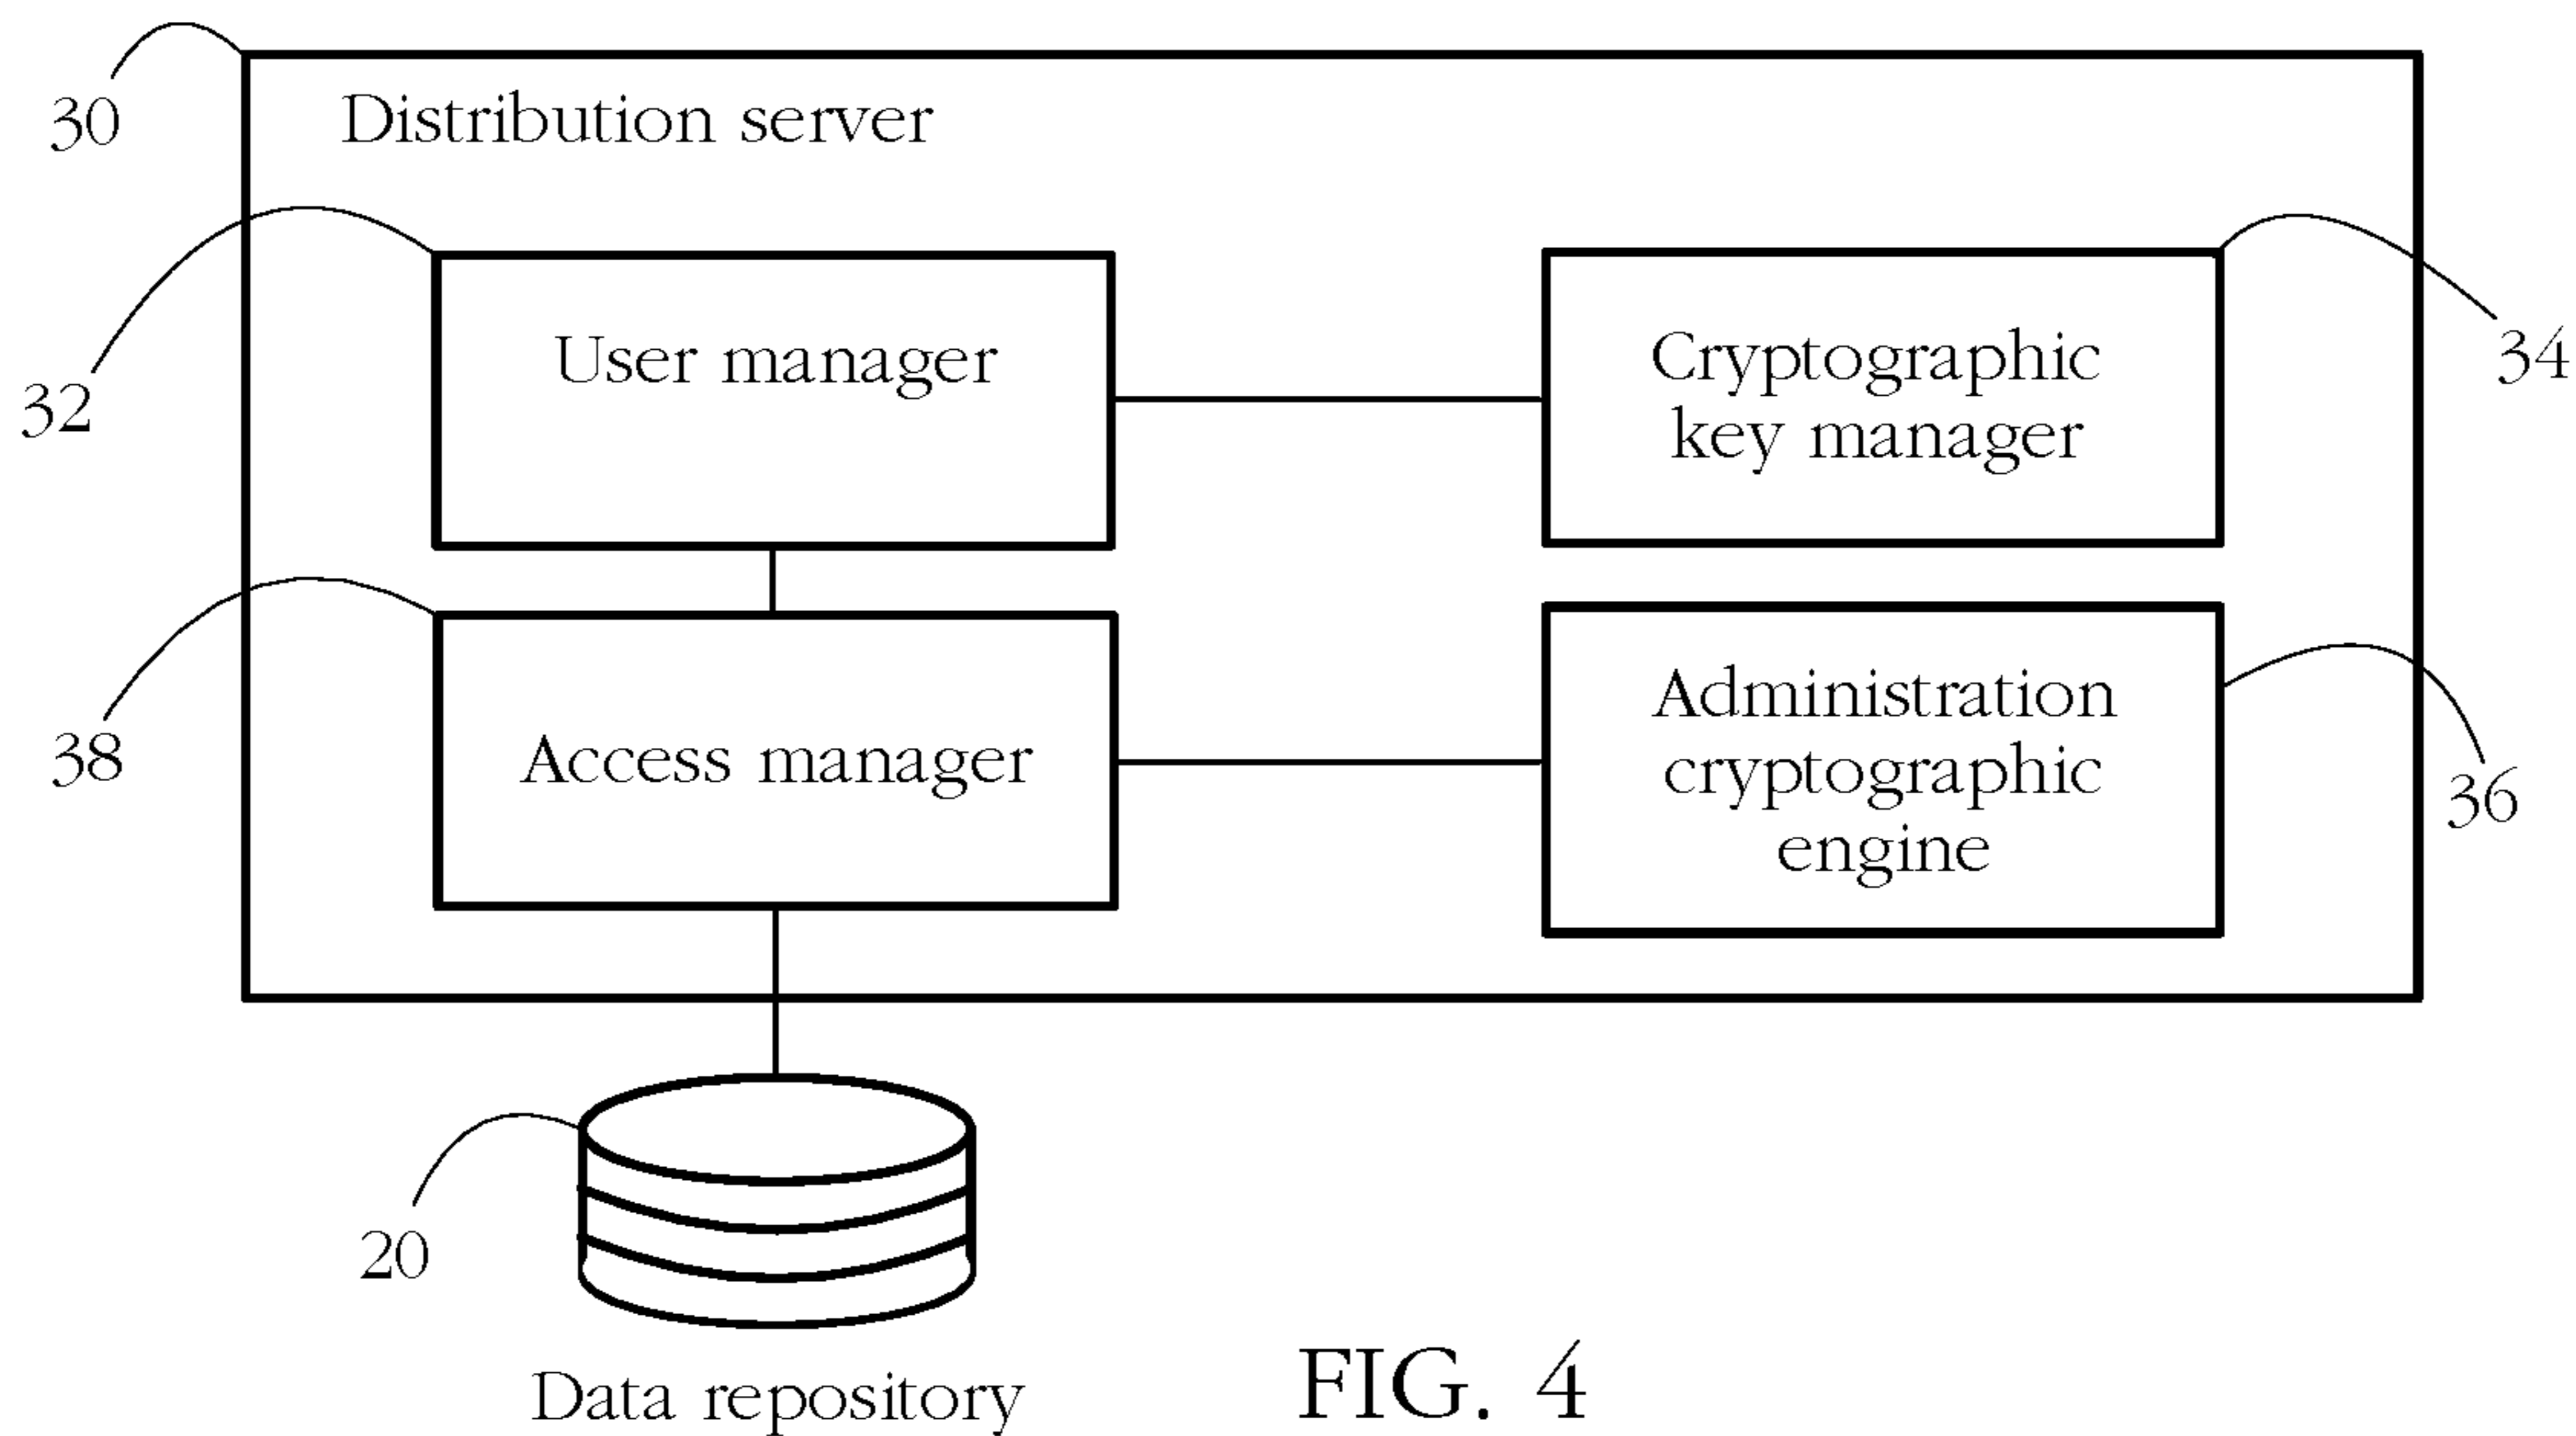 30
Distribution server
32
User manager
Cryptographic
key manager
34
38
Access manager
Administration
cryptographic
engine
36
20
Data repository
FIG. 4